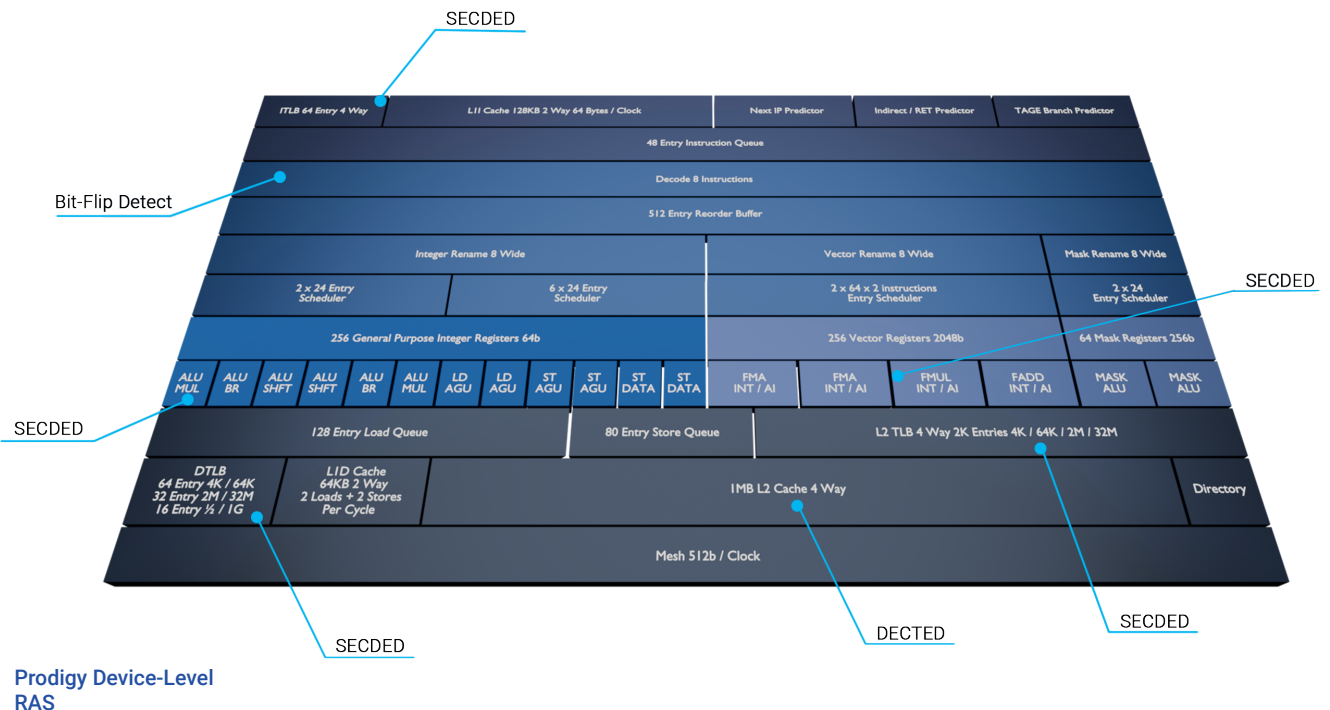 SECDED
ITLB 64 Entry 4 Way
L1I Cache 128KB 2 Way 64 Bytes / Clock
Next IP Predictor
Indirect / RET Predictor
TAGE Branch Predictor
48 Entry Instruction Queue
Decode 8 Instructions
Bit-Flip Detect
512 Entry Reorder Buffer
Integer Rename 8 Wide
Vector Rename 8 Wide
Mask Rename 8 Wide
SECDED
2 x 24 Entry
Scheduler
6 x 24 Entry
Scheduler
2 x 64 x 2 instructions
Entry Scheduler
2 x 24
Entry Scheduler
256 General Purpose Integer Registers 64b
256 Vector Registers 2048b
64 Mask Registers 256b
ALU
MUL
ALU
BR
ALU
SHFT
ALU
SHFT
ALU
BR
ALU
MUL
LD
AGU
LD
AGU
ST
AGU
ST
AGU
ST
DATA
ST
DATA
FMA
INT / AI
FMA
INT / AI
FMUL
INT / AI
FADD
INT / AI
MASK
ALU
MASK
ALU
SECDED
128 Entry Load Queue
80 Entry Store Queue
L2 TLB 4 Way 2K Entries 4K / 64K / 2M / 32M
DTLB
64 Entry 4K / 64K
32 Entry 2M / 32M
16 Entry ½ / 1G
L1D Cache
64KB 2 Way
2 Loads + 2 Stores
Per Cycle
1MB L2 Cache 4 Way
Directory
Mesh 512b / Clock
SECDED
DECTED
SECDED
Prodigy Device-Level
RAS